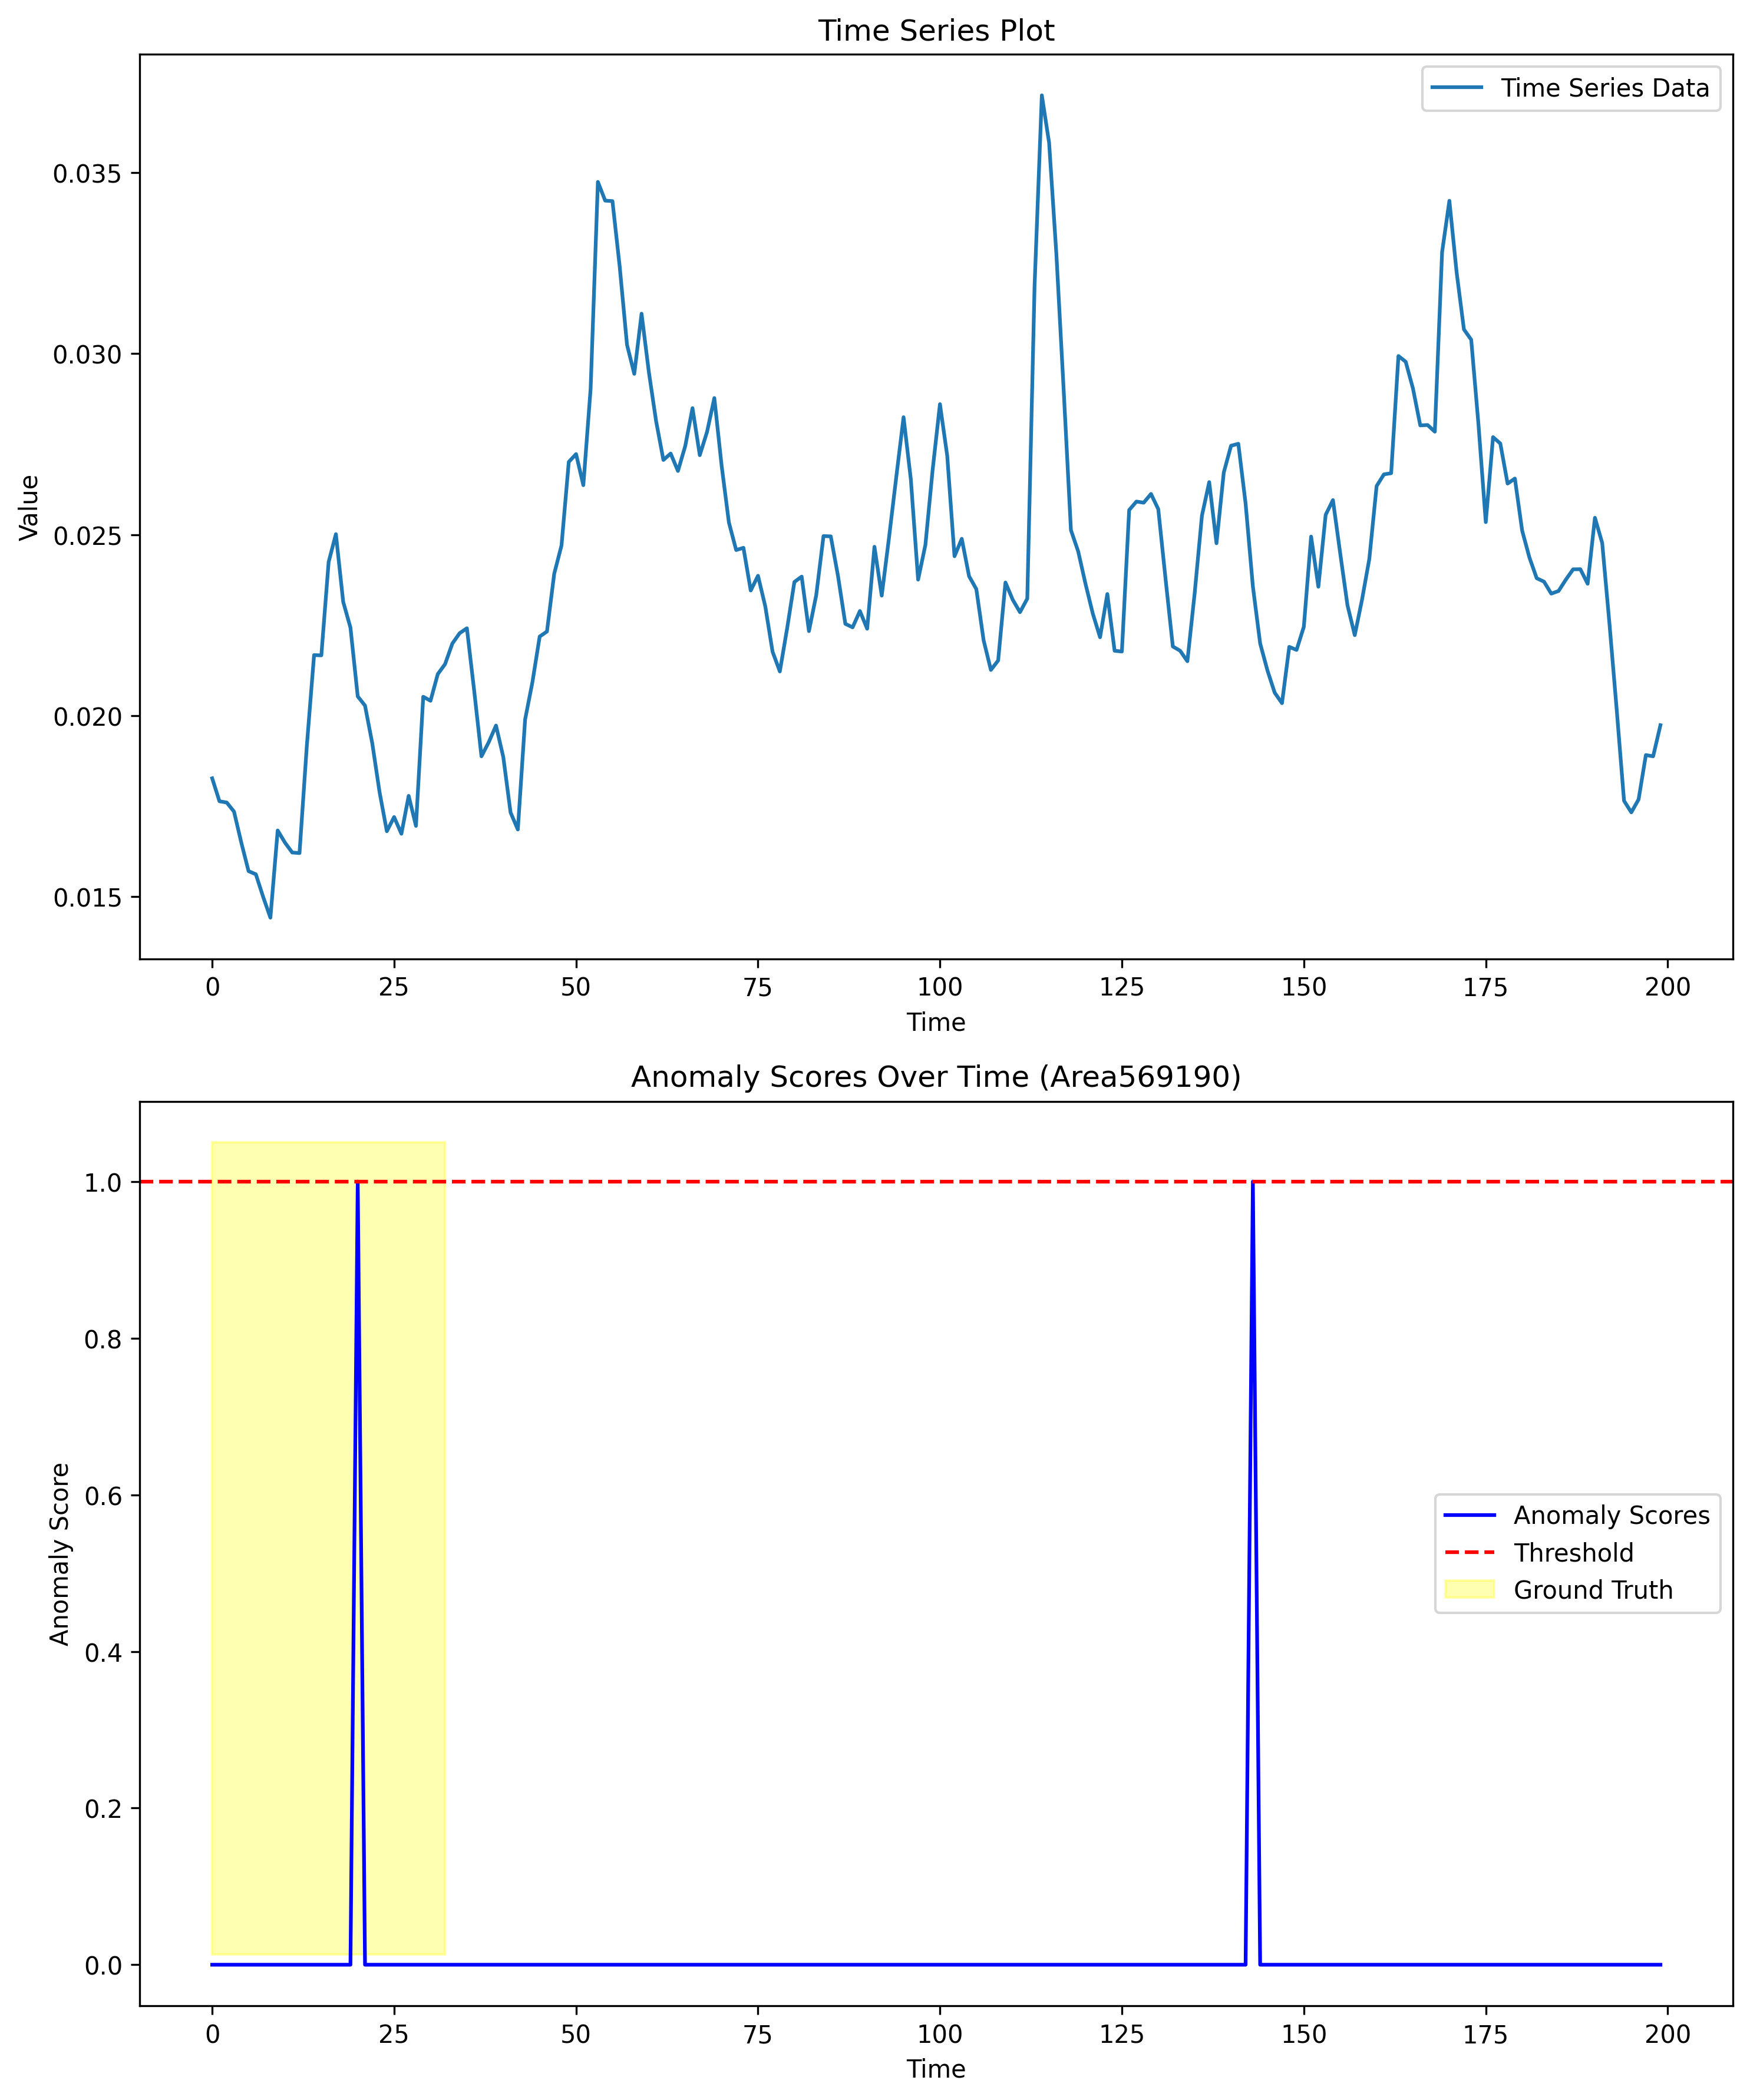 Time Series Plot
Time Series Data
0.035
0.030
0.025
0.020
0.015
Value
0 25 50 75 100 125 150 175 200
Time
Anomaly Scores Over Time (Area569190)
1.0
0.8
0.6
0.4
0.2
0.0
Anomaly Score
Anomaly Scores
Threshold
Ground Truth
0 25 50 75 100 125 150 175 200
Time